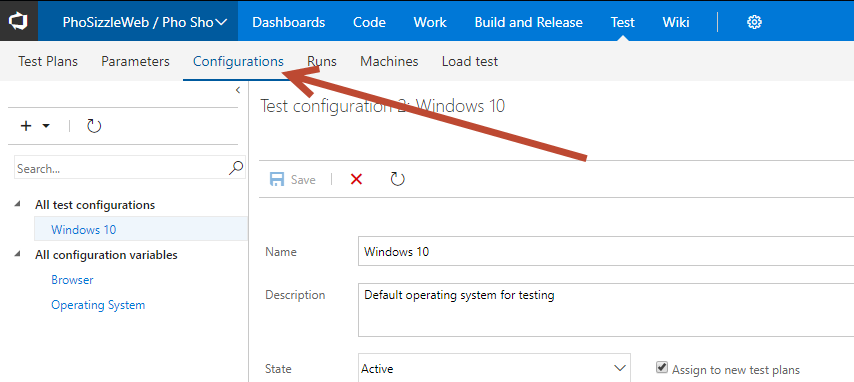 PhoSizzleWeb / Pho Sho Dashboards Code Work Build and Release Test Wiki
Test Plans Parameters Configurations Runs Machines Load test
Test configuration 2: Windows 10
Search...
Save
All test configurations
Windows 10
All configuration variables
Browser
Operating System
Name Windows 10
Description Default operating system for testing
State Active Assign to new test plans